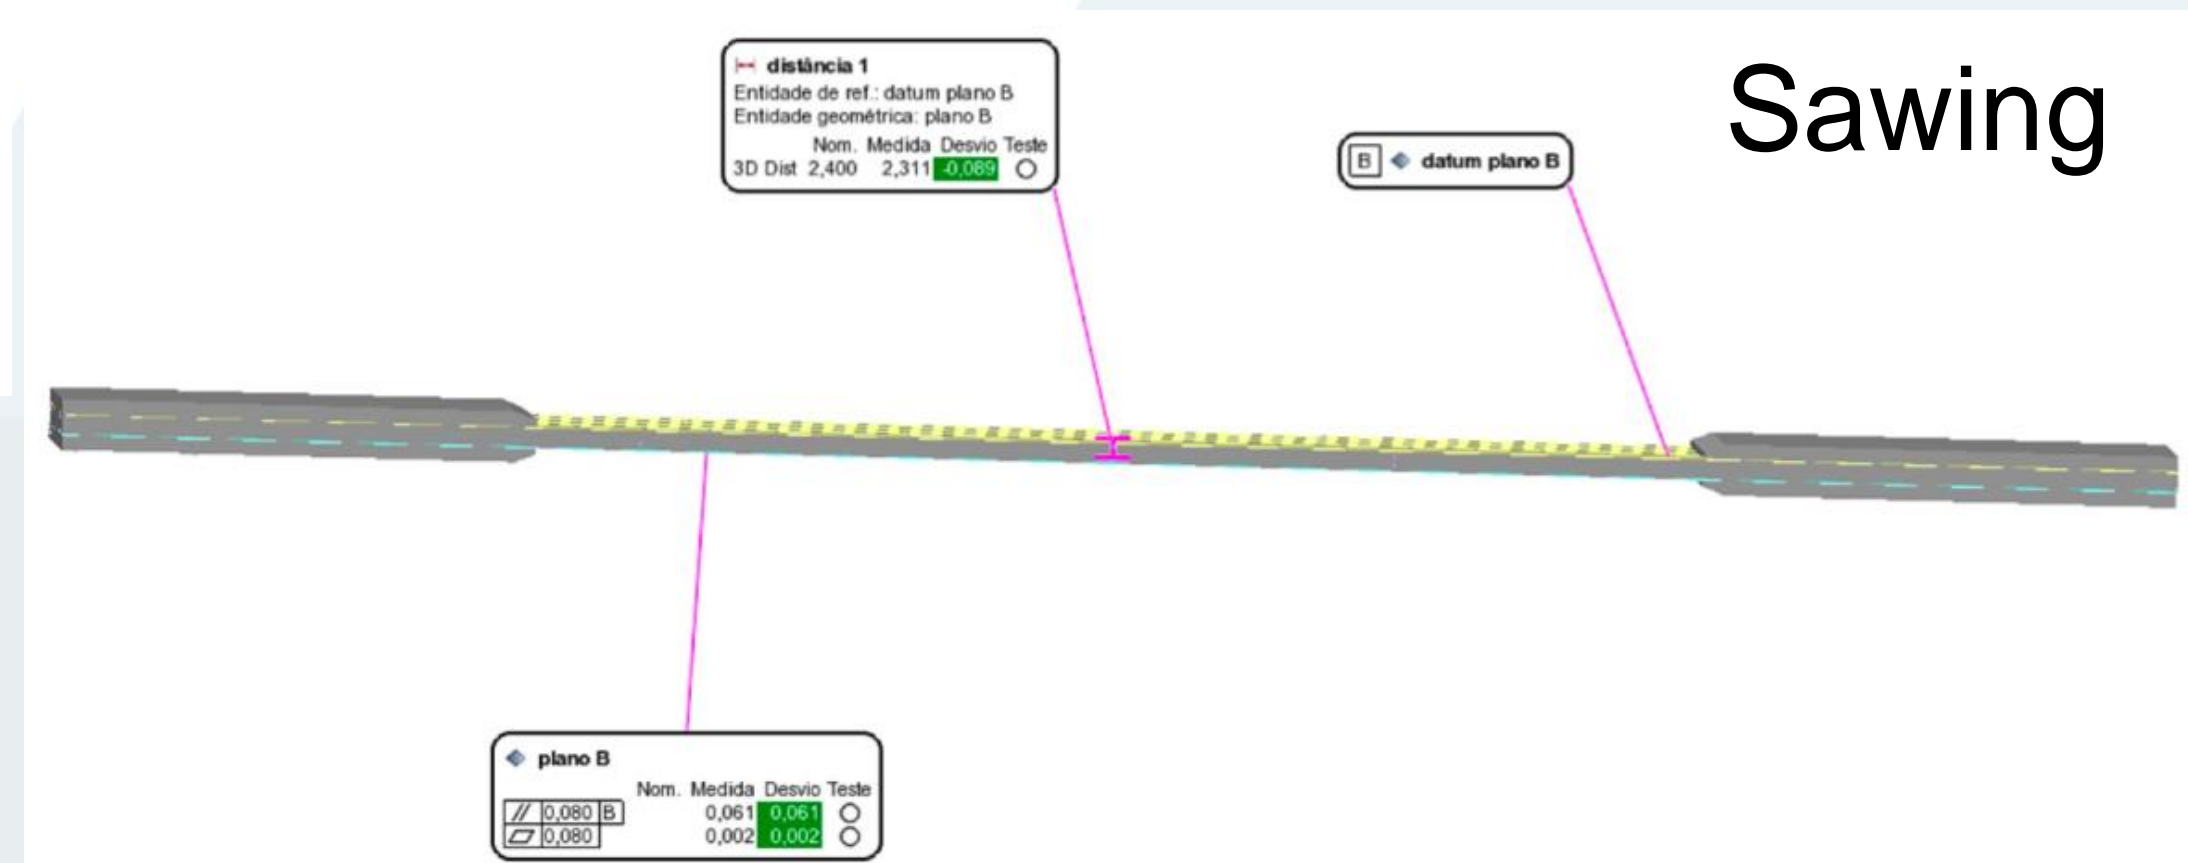 Sawing
distância 1
Entidade de ref.: datum plano B
Entidade geométrica: plano B
Nom. Medida Desvio Teste
3D Dist 2,400 2,311 -0,089
B datum plano B
plano B
Nom. Medida Desvio Teste
// 0,080 B 0,061 0,061
0,080 0,002 0,002